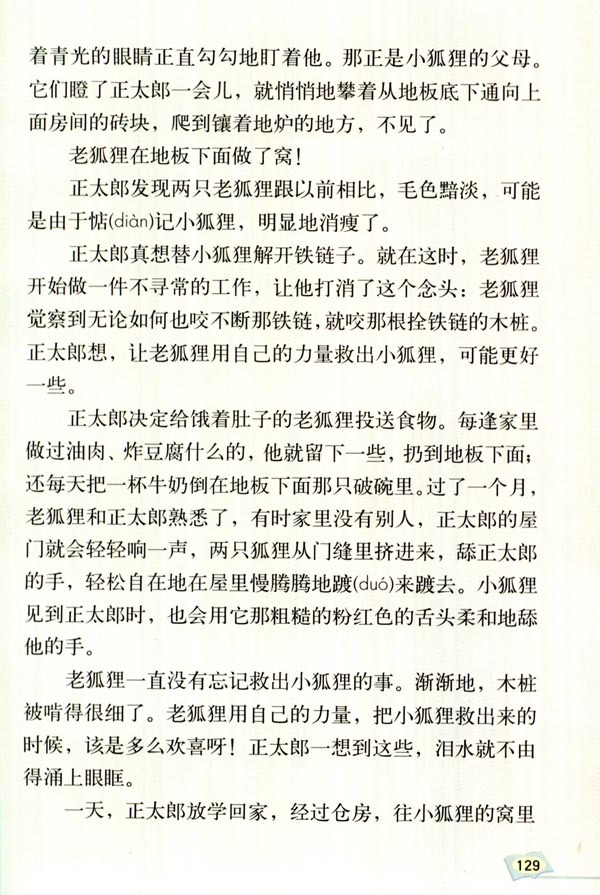 着青光的眼睛正直勾勾地盯着他。那正是小狐狸的父母。
它们瞪了正太郎一会儿，就悄悄地攀着从地板底下通向上
面房间的砖块，爬到镶着地炉的地方，不见了。
老狐狸在地板下面做了窝！
正太郎发现两只老狐狸跟以前相比，毛色黯淡，可能
是由于惦(diàn)记小狐狸，明显地消瘦了。
正太郎真想替小狐狸解开铁链子。就在这时，老狐狸
开始做一件不寻常的工作，让他打消了这个念头：老狐狸
觉察到无论如何也咬不断那铁链，就咬那根拴铁链的木桩。
正太郎想，让老狐狸用自己的力量救出小狐狸，可能更好
一些。
正太郎决定给饿着肚子的老狐狸投送食物。每逢家里
做过油肉、炸豆腐什么的，他就留下一些，扔到地板下面；
还每天把一杯牛奶倒在地板下面那只破碗里。过了一个月，
老狐狸和正太郎熟悉了，有时家里没有别人，正太郎的屋
门就会轻轻响一声，两只狐狸从门缝里挤进来，舔正太郎
的手，轻松自在地在屋里慢腾腾地踱(duó)来踱去。小狐狸
见到正太郎时，也会用它那粗糙的粉红色的舌头柔和地舔
他的手。
老狐狸一直没有忘记救出小狐狸的事。渐渐地，木桩
被啃得很细了。老狐狸用自己的力量，把小狐狸救出来的
时候，该是多么欢喜呀！正太郎一想到这些，泪水就不由
得涌上眼眶。
一天，正太郎放学回家，经过仓房，往小狐狸的窝里
129